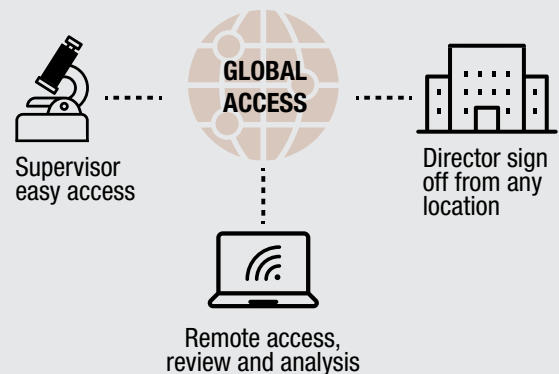 GLOBAL
ACCESS
Supervisor
easy access
Director sign
off from any
location
Remote access,
review and analysis